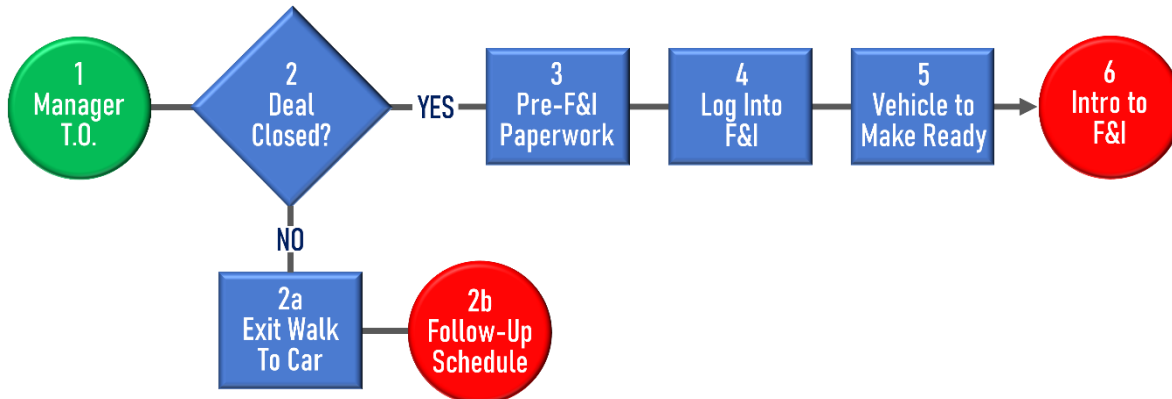 1
Manager
T.O.
2
Deal
Closed?
YES
3
Pre-F&I
Paperwork
4
Log Into
F&I
5
Vehicle to
Make Ready
6
Intro to
F&I
NO
2a
Exit Walk
To Car
2b
Follow-Up
Schedule